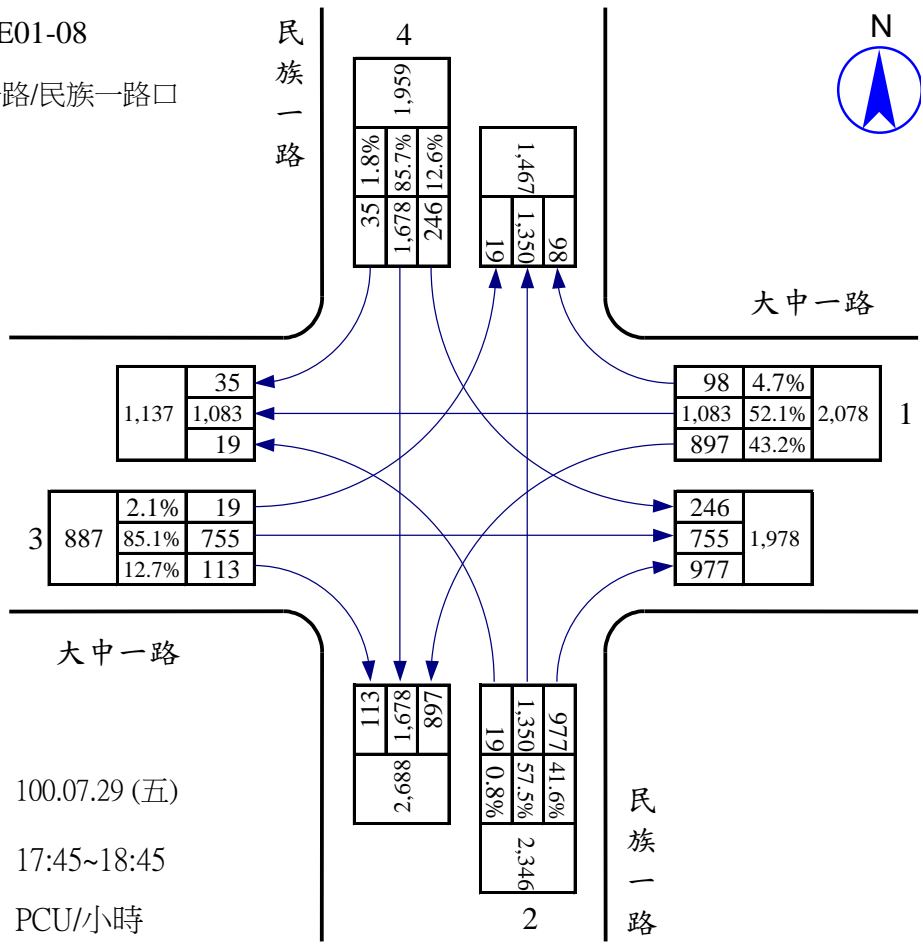 E01-08
路/民族一路口
民族一路
4
1,959
1.8% 85.7% 12.6%
35 1,678 246
1,467
19 1,350 98
N
大中一路
1,137
35
1,083
19
98 4.7%
1,083 52.1% 2,078
897 43.2%
1
3
887
2.1% 19
85.1% 755
12.7% 113
246
755 1,978
977
大中一路
113 1,678 897
2,688
19 1,350 977
0.8% 57.5% 41.6%
2,346
2
民族一路
100.07.29 (五)
17:45~18:45
PCU/小時